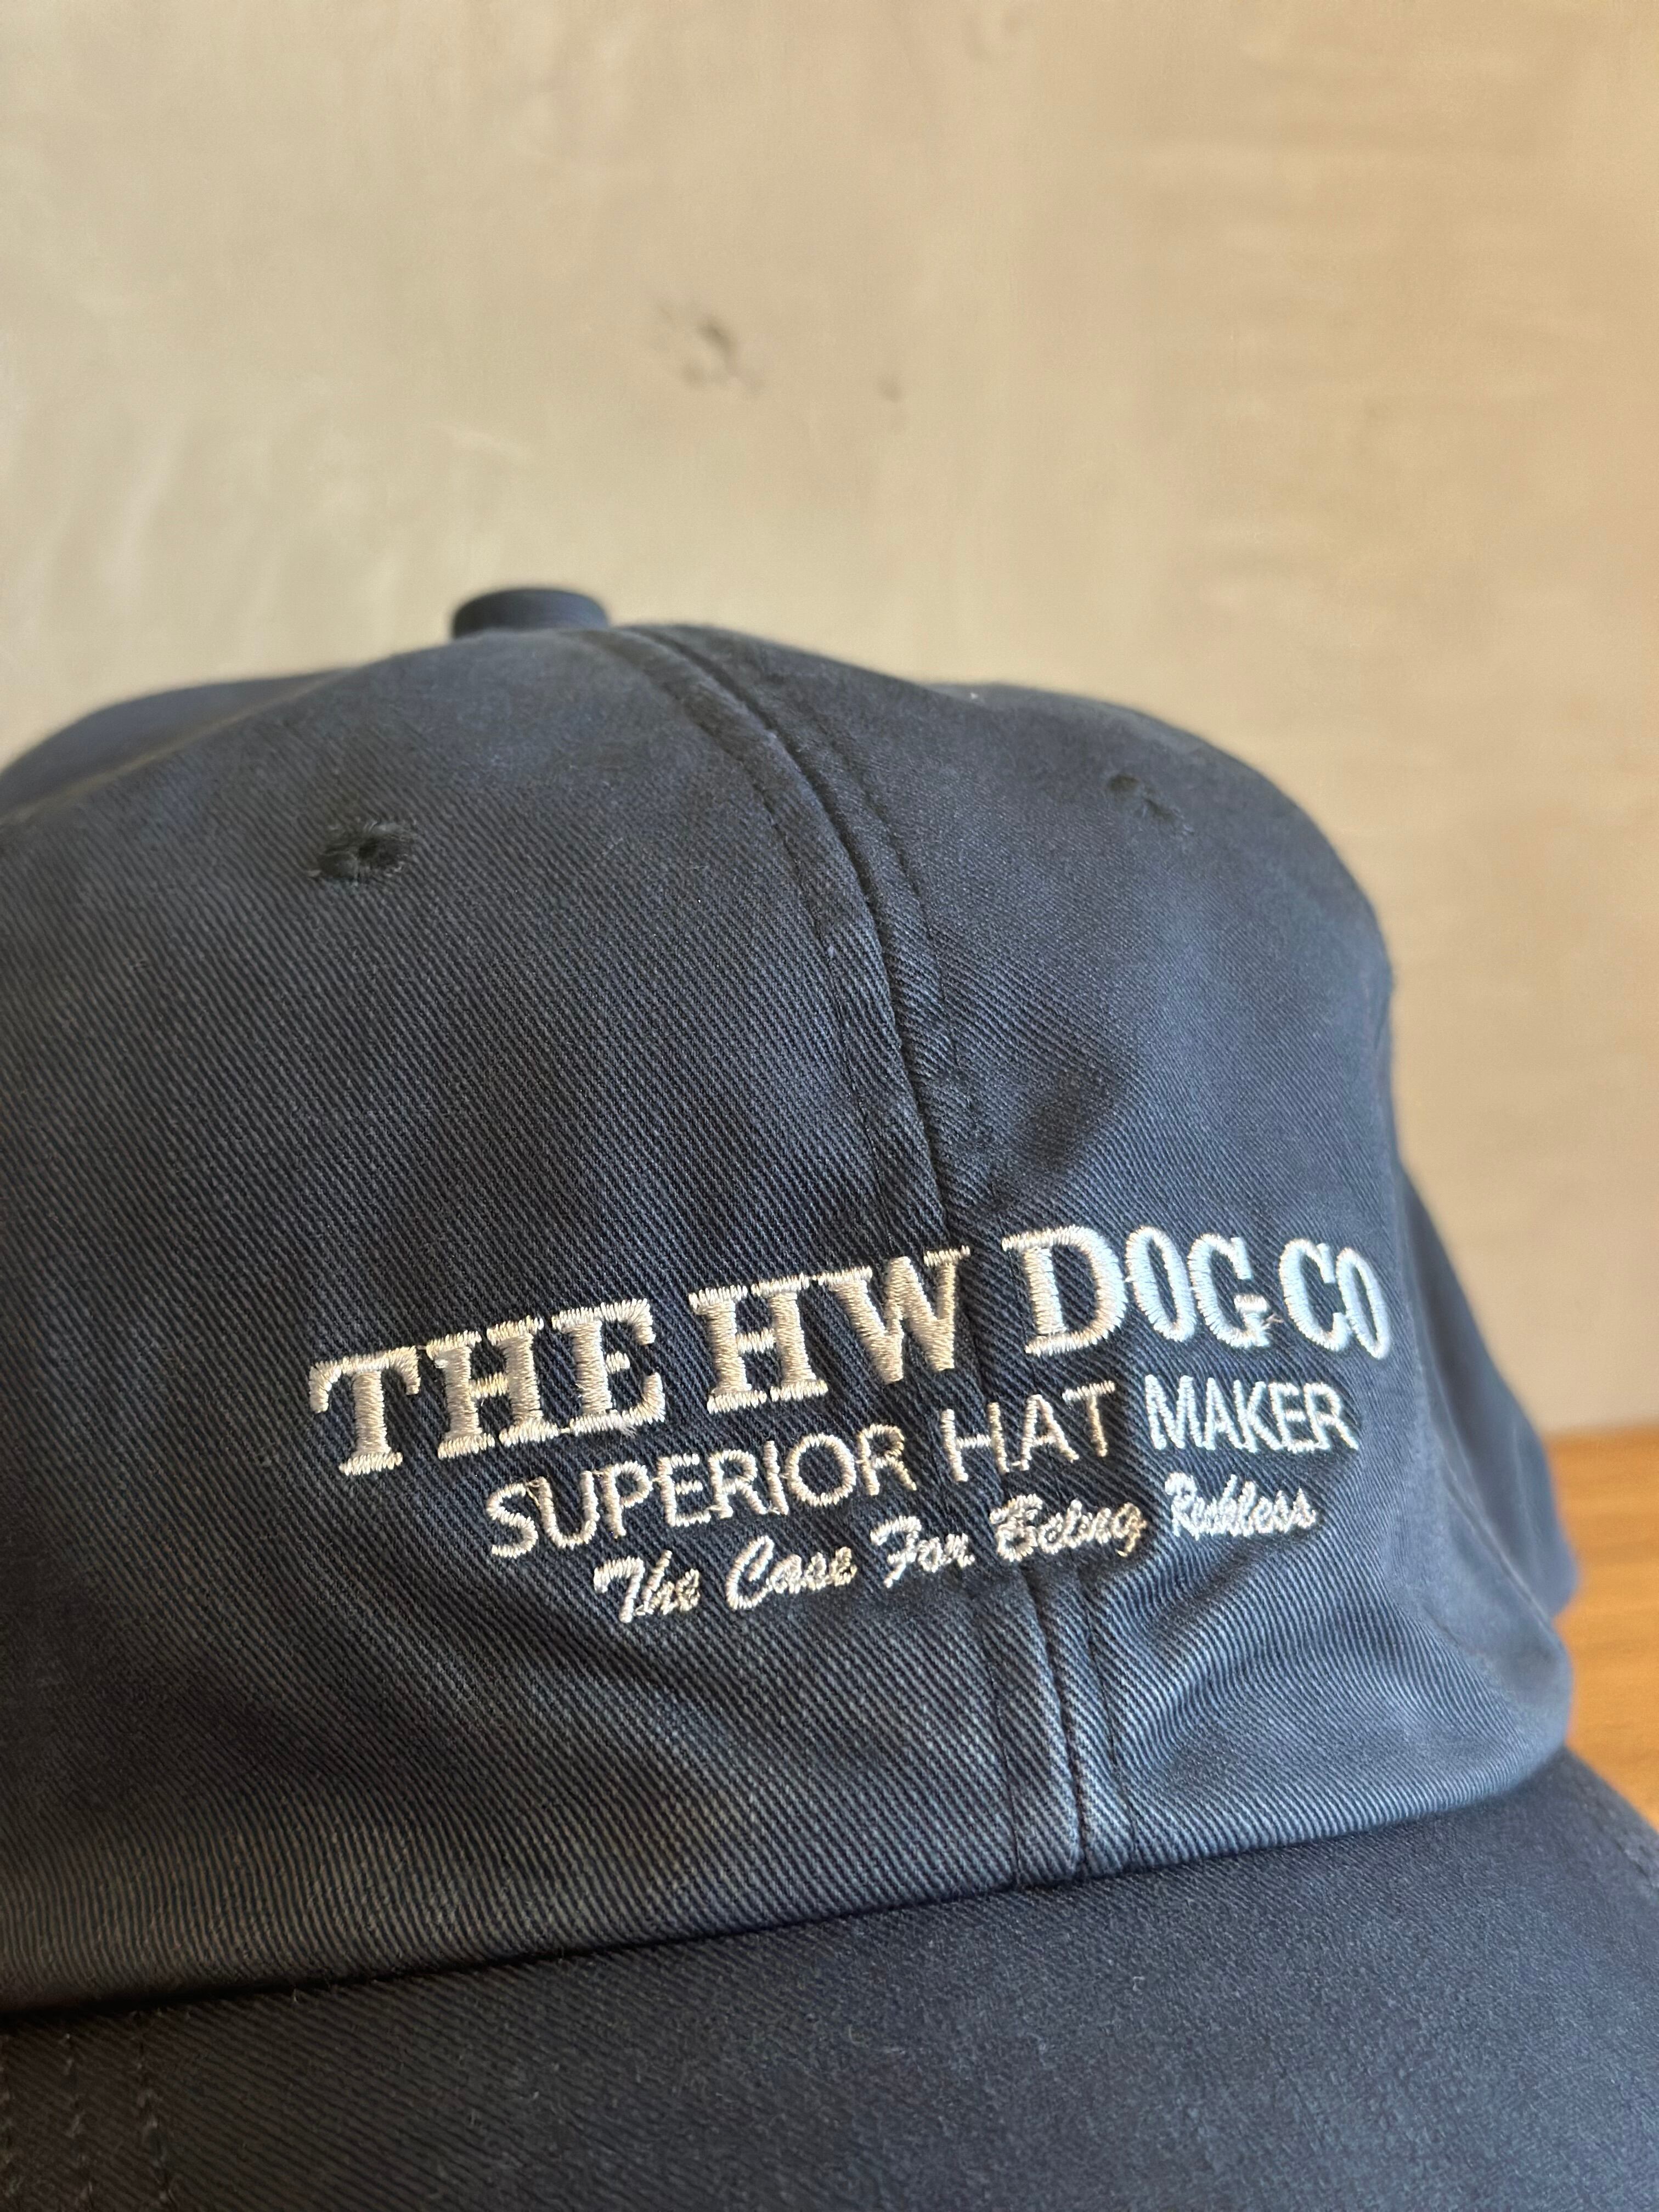 THE HW DOG-CO
SUPERIOR HAT MAKER
The Case For Being Reckless